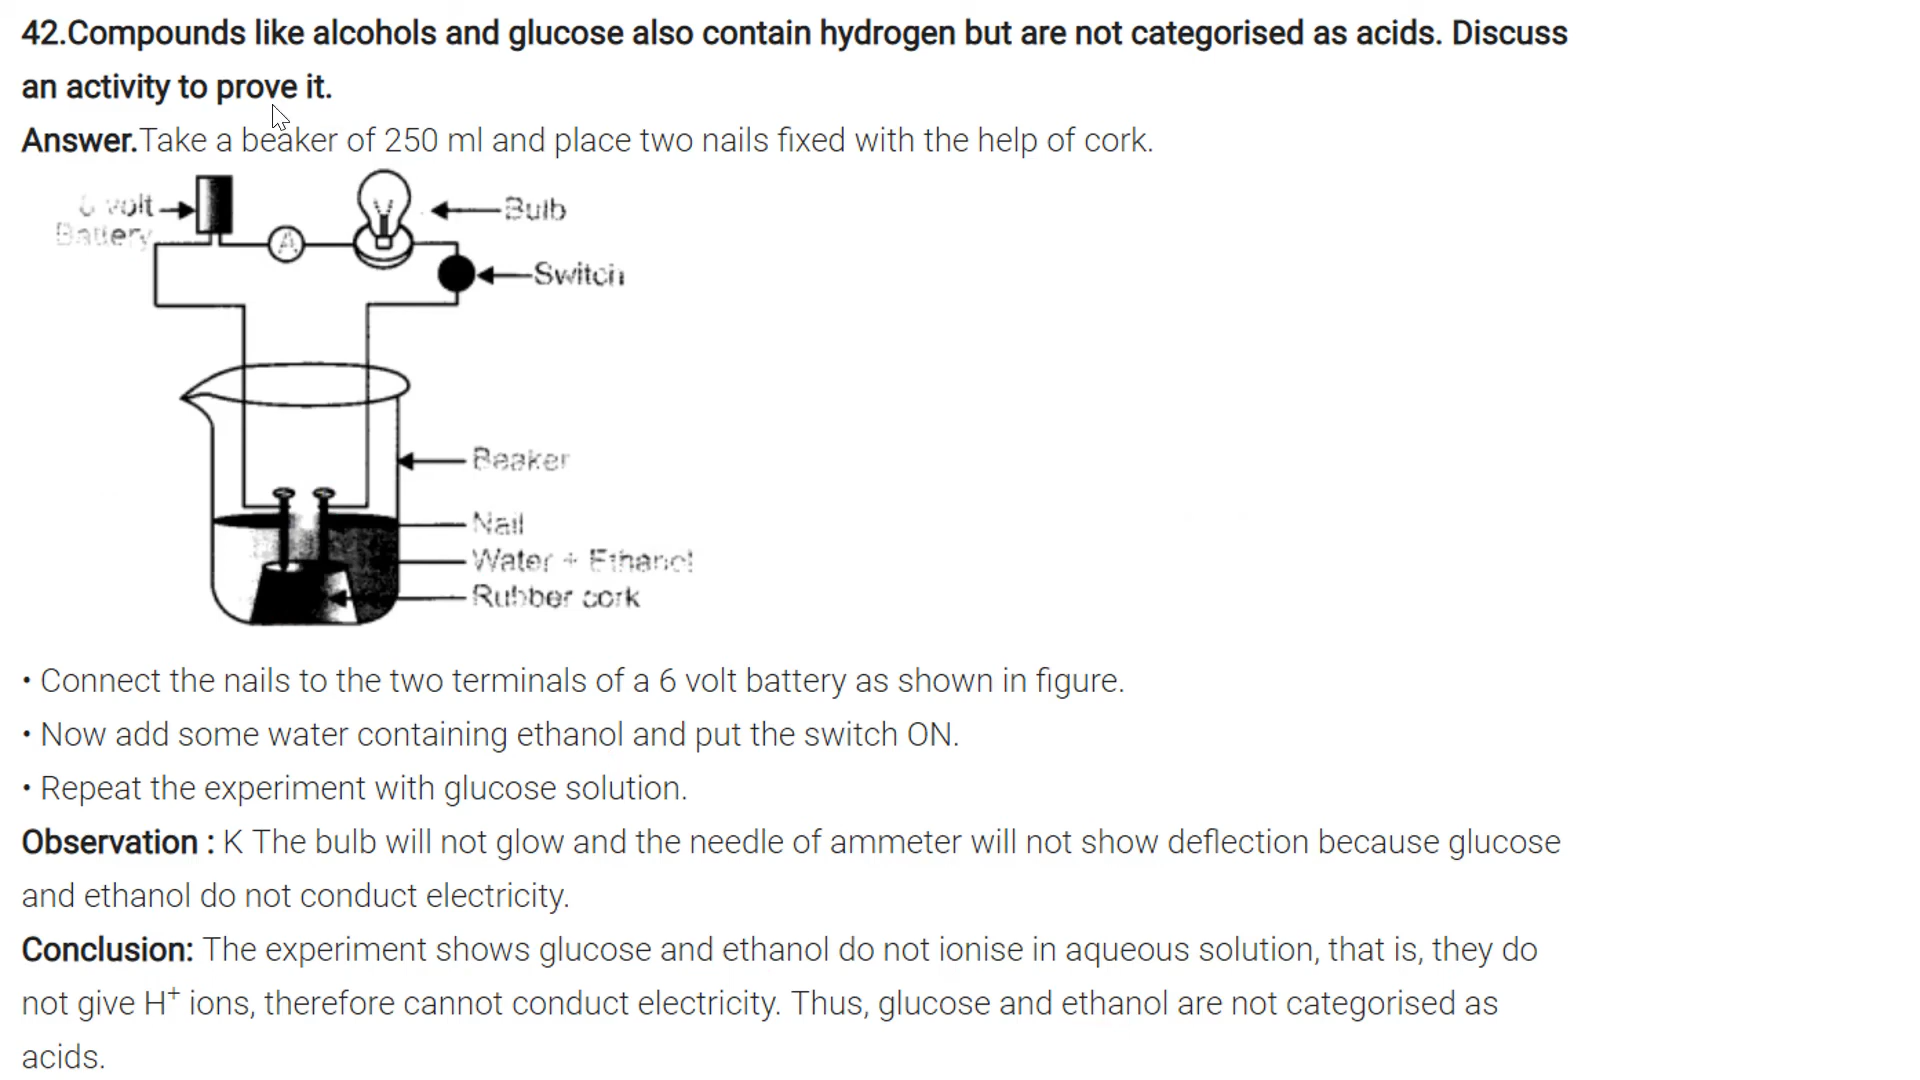 42.Compounds like alcohols and glucose also contain hydrogen but are not categorised as acids. Discuss
an activity to prove it.
Answer.Take a beaker of 250 ml and place two nails fixed with the help of cork.
6 volt
Battery
A
Bulb
Switch
Beaker
Nail
Water + Ethanol
Rubber cork
• Connect the nails to the two terminals of a 6 volt battery as shown in figure.
• Now add some water containing ethanol and put the switch ON.
• Repeat the experiment with glucose solution.
Observation : K The bulb will not glow and the needle of ammeter will not show deflection because glucose
and ethanol do not conduct electricity.
Conclusion: The experiment shows glucose and ethanol do not ionise in aqueous solution, that is, they do
not give H⁺ ions, therefore cannot conduct electricity. Thus, glucose and ethanol are not categorised as
acids.